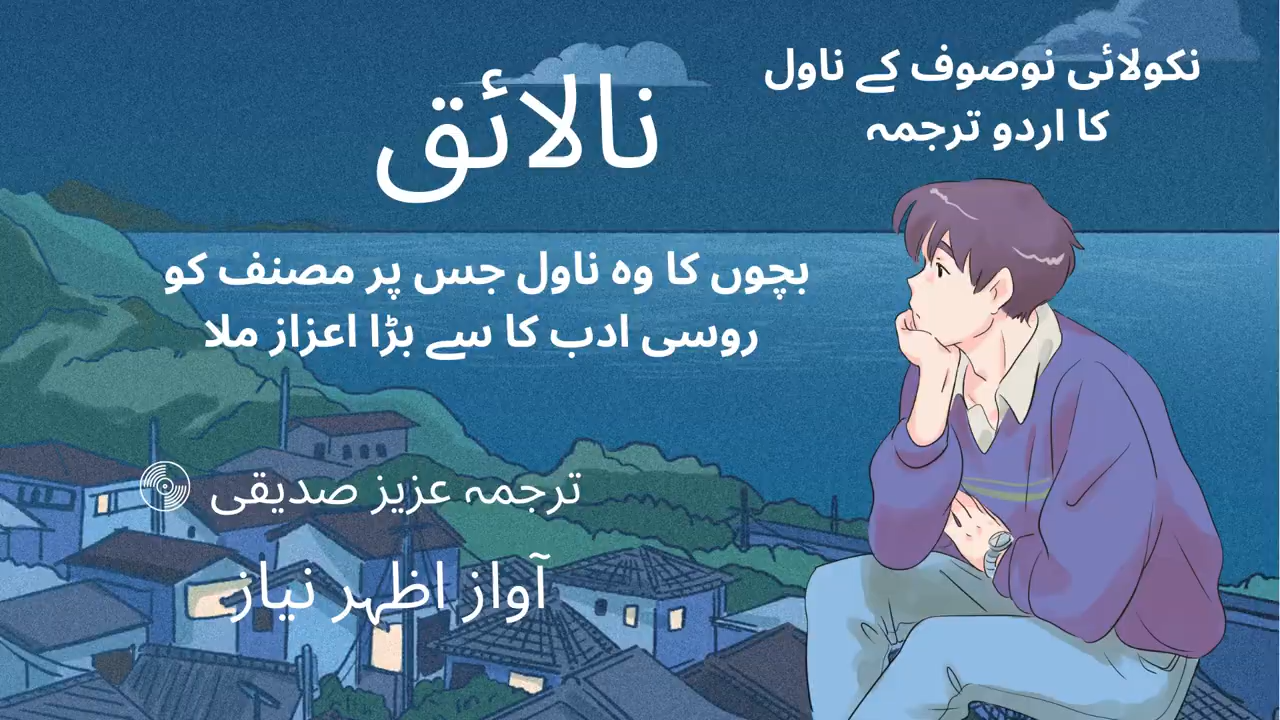 نکولائی نوصوف کے ناول
کا اردو ترجمہ
نالائق
بچوں کا وہ ناول جس پر مصنف کو
روسی ادب کا سے بڑا اعزاز ملا
ترجمہ عزیز صدیقی
آواز اظہر نیاز